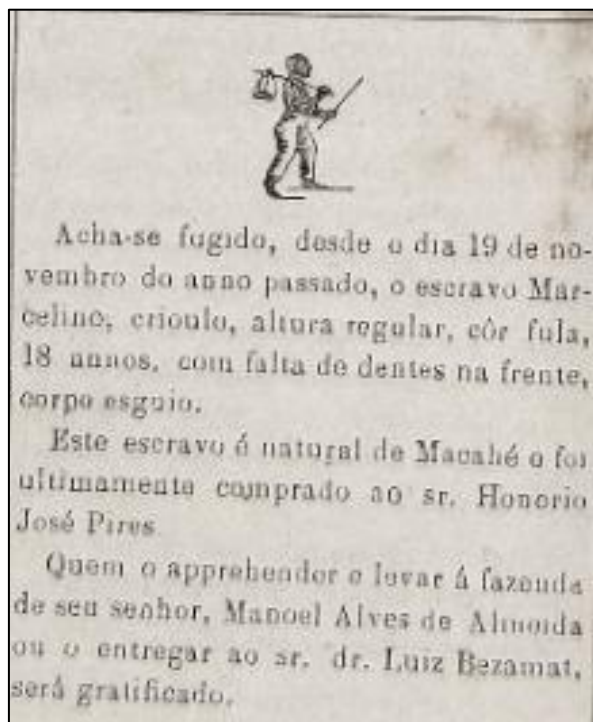 Acha-se fugido, desde o dia 19 de no-
vembro do anno passado, o escravo Mar-
celino, crioulo, altura regular, côr fula,
18 annos, com falta de dentes na frente,
corpo esguio.
Este escravo é natural de Macahé e foi
ultimamente comprado ao sr. Honorio
José Pires
Quem o apprehender e levar á fazenda
de seu senhor, Manoel Alves de Almeida
ou o entregar ao sr. dr. Luiz Bezamat,
será gratificado.